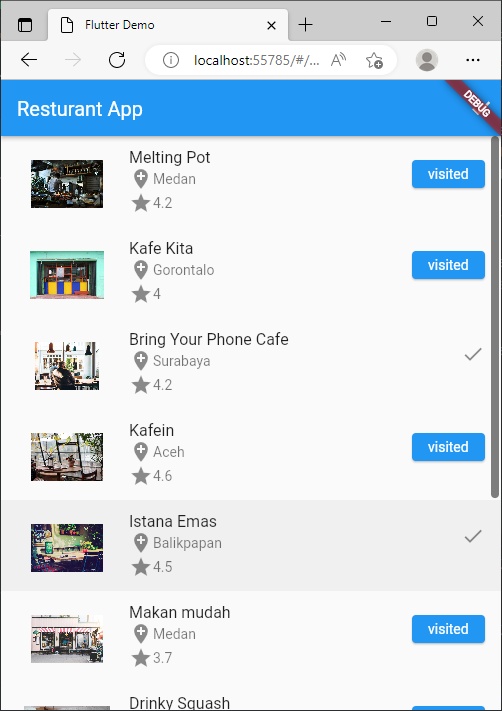 Flutter Demo
localhost:55785/#/...
Resturant App
DEBUG
Melting Pot
Medan
4.2
visited
Kafe Kita
Gorontalo
4
visited
Bring Your Phone Cafe
Surabaya
4.2
Kafein
Aceh
4.6
visited
Istana Emas
Balikpapan
4.5
Makan mudah
Medan
3.7
visited
Drinky Squash